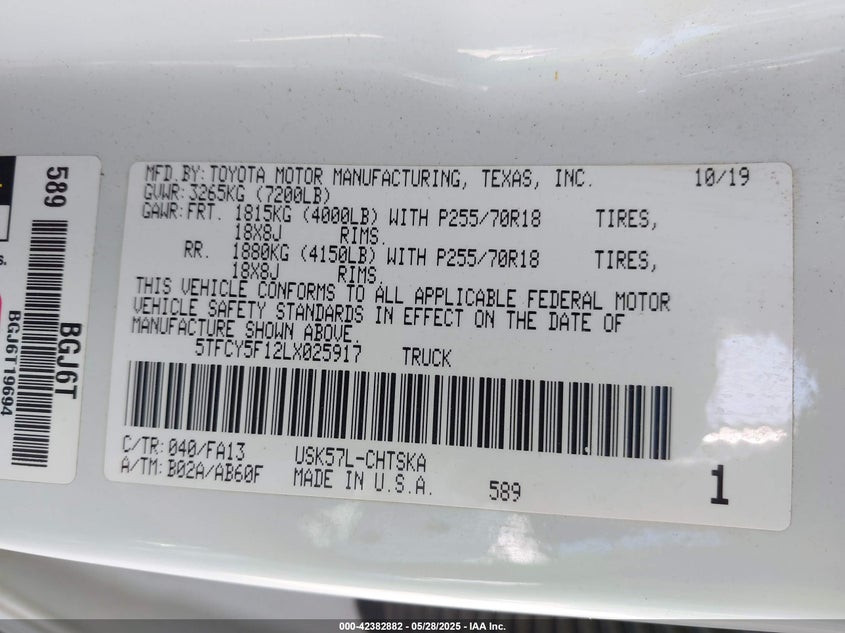 589
s.
BGJ6T
BGJ6T19694
MFD.BY:TOYOTA MOTOR MANUFACTURING, TEXAS, INC. 10/19
GVWR:3265KG (7200LB)
GAWR:FRT. 1815KG (4000LB) WITH P255/70R18 TIRES,
18X8J RIMS.
RR. 1880KG (4150LB) WITH P255/70R18 TIRES,
18X8J RIMS.
THIS VEHICLE CONFORMS TO ALL APPLICABLE FEDERAL MOTOR
VEHICLE SAFETY STANDARDS IN EFFECT ON THE DATE OF
MANUFACTURE SHOWN ABOVE.
5TFCY5F12LX025917 TRUCK
C/TR:040/FA13 USK57L-CHTSKA
A/TM:B02A/AB60F MADE IN U.S.A. 589 1
000-42382882 - 05/28/2025 - IAA Inc.